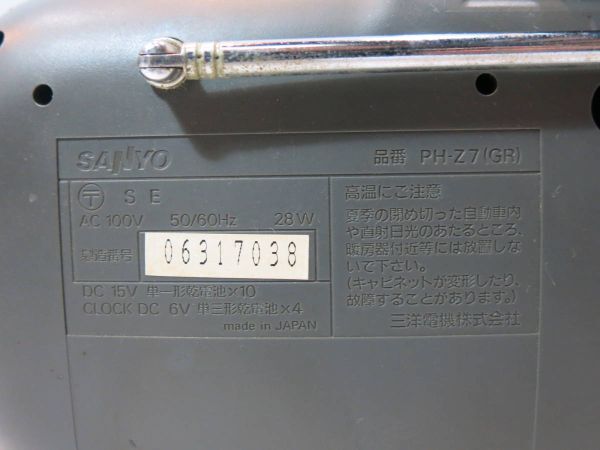 SANYO
品番 PH-Z7(GR)
〒 S E
AC 100V 50/60Hz 28W
製造番号 06317038
DC 15V 単一形乾電池×10
CLOCK DC 6V 単三形乾電池×4
made in JAPAN
高温にご注意
夏季の閉め切った自動車内
や直射日光のあたるところ、
暖房器付近等には放置しな
いで下さい。
(キャビネットが変形したり、
故障することがあります。)
三洋電機株式会社